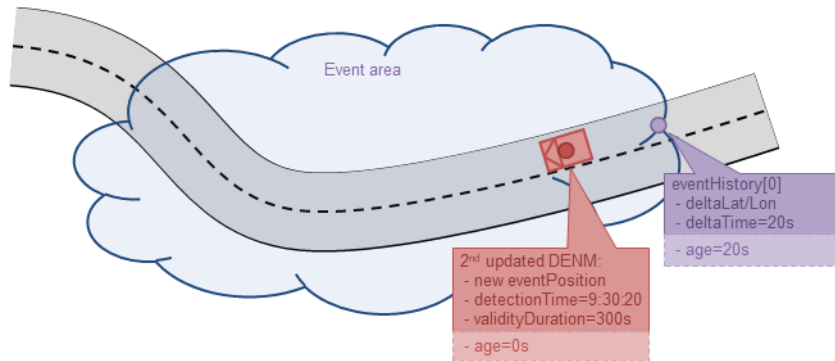 Event area
eventHistory[0]
- deltaLat/Lon
- deltaTime=20s
- age=20s
2nd updated DENM:
- new eventPosition
- detectionTime=9:30:20
- validityDuration=300s
- age=0s